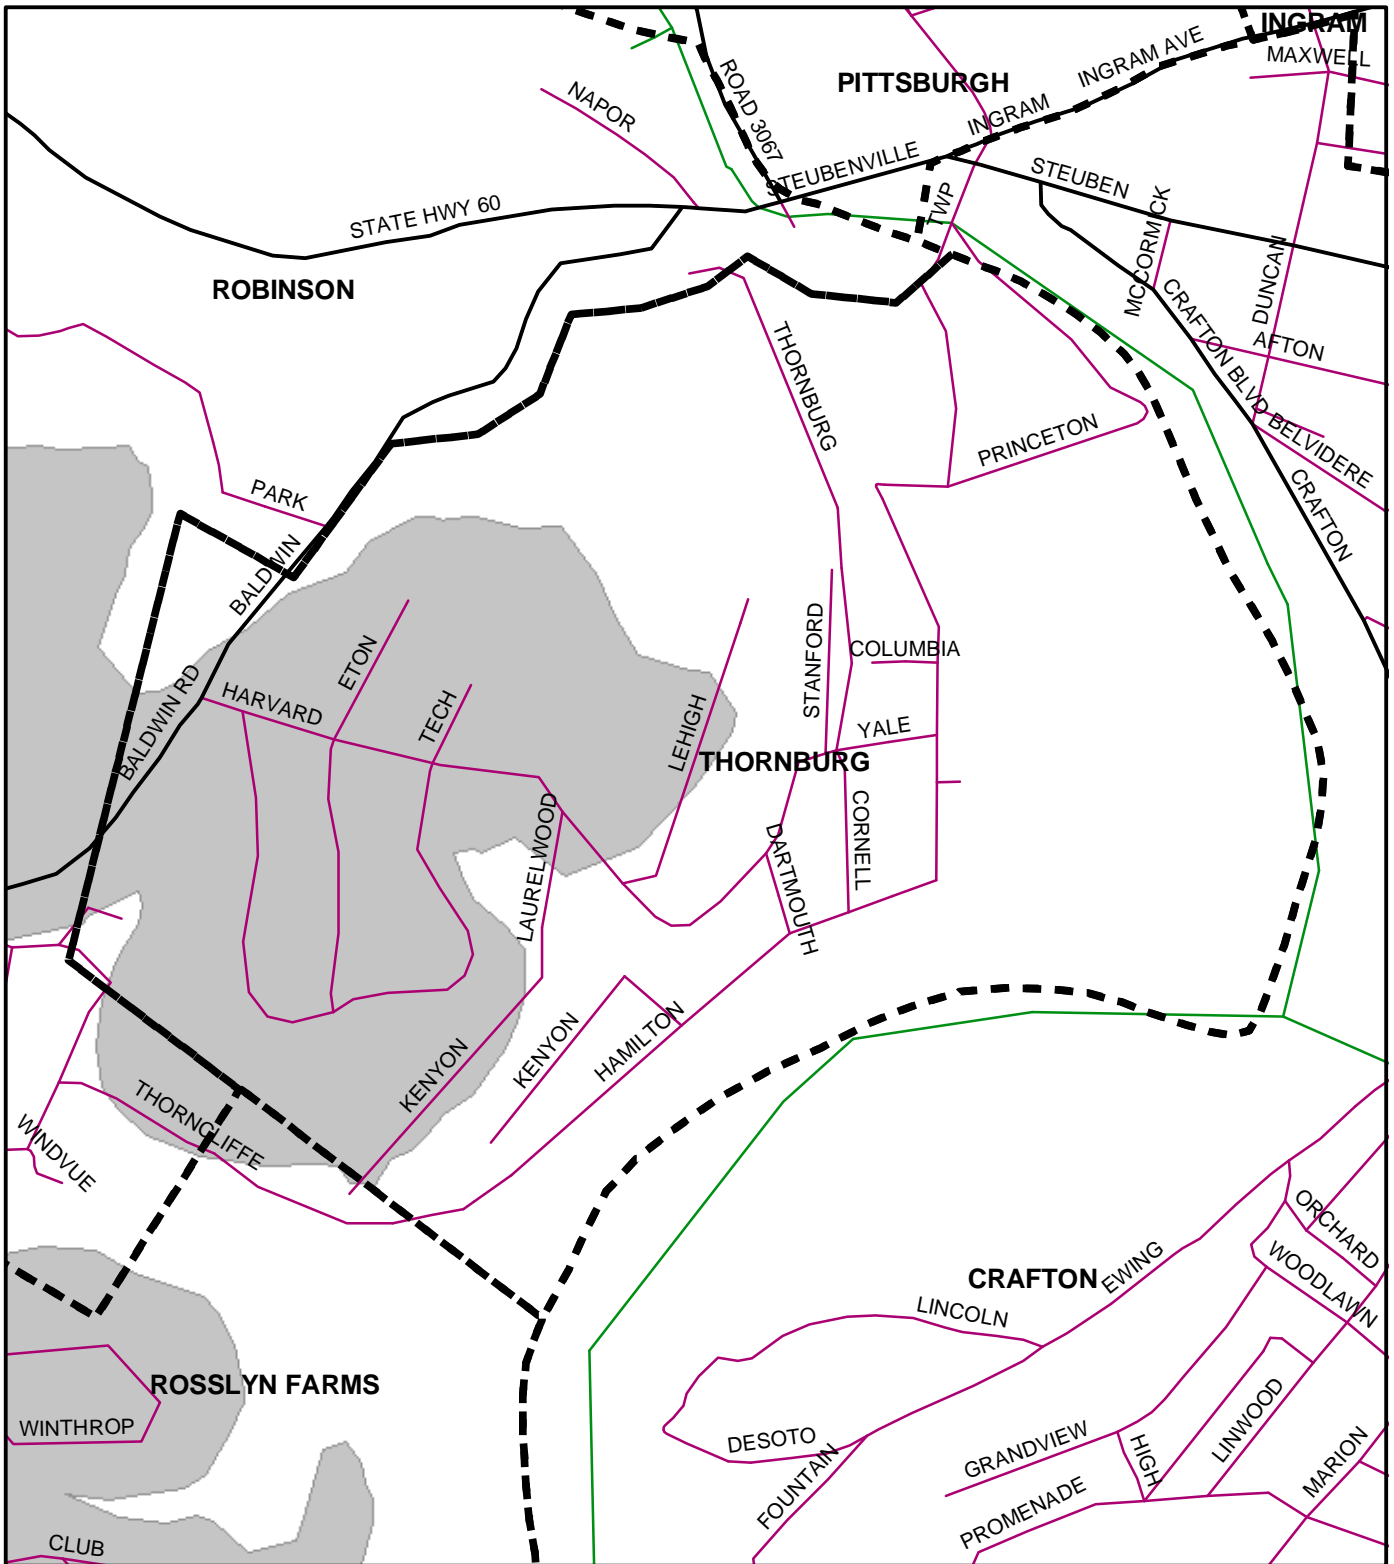 INGRAM
MAXWELL
INGRAM AVE
PITTSBURGH
INGRAM
ROAD 3067
NAPOR
STEUBENVILLE
STEUBEN
TWP
MCCORMICK
STATE HWY 60
ROBINSON
DUNCAN
CRAFTON BLVD
AFTON
THORNBURG
PRINCETON
BELVIDERE
CRAFTON
PARK
BALDWIN
BALDWIN RD
HARVARD
ETON
TECH
LEHIGH
STANFORD
COLUMBIA
YALE
THORNBURG
CORNELL
DARTMOUTH
LAURELWOOD
KENYON
KENYON
HAMILTON
THORNCLIFFE
WINDVUE
ORCHARD
WOODLAWN
EWING
CRAFTON
LINCOLN
ROSSLYN FARMS
WINTHROP
DESOTO
FOUNTAIN
GRANDVIEW
HIGH
LINWOOD
MARION
PROMENADE
CLUB